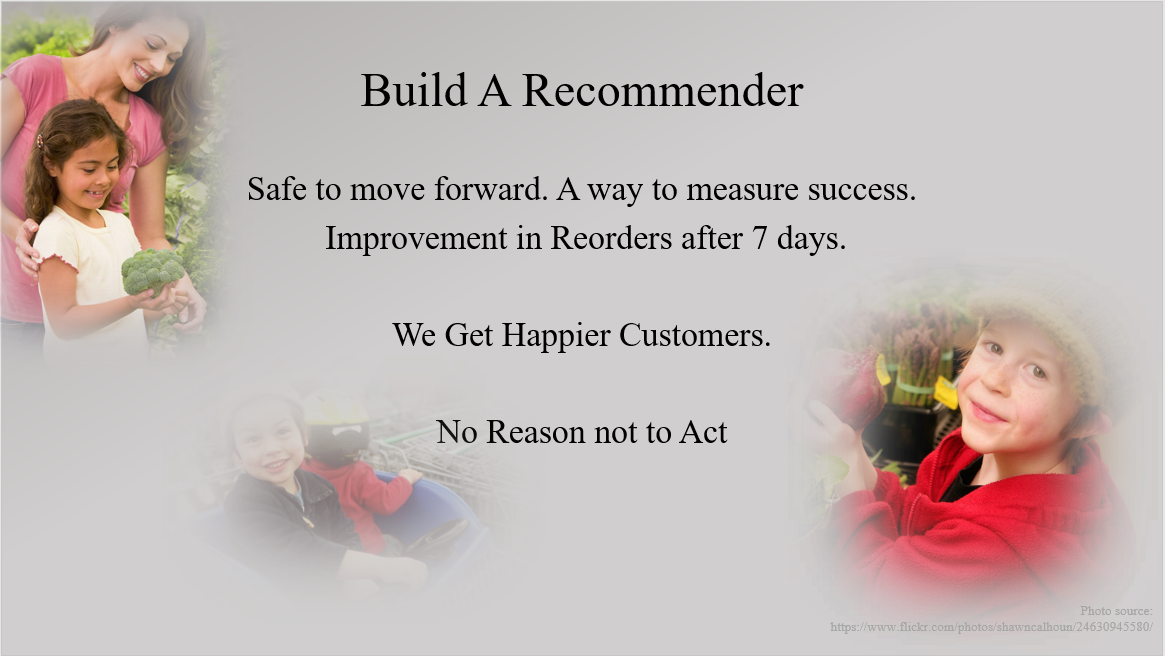 Build A Recommender
Safe to move forward. A way to measure success.
Improvement in Reorders after 7 days.
We Get Happier Customers.
No Reason not to Act
Photo source:
https://www.flickr.com/photos/shawncalhoun/24630945580/